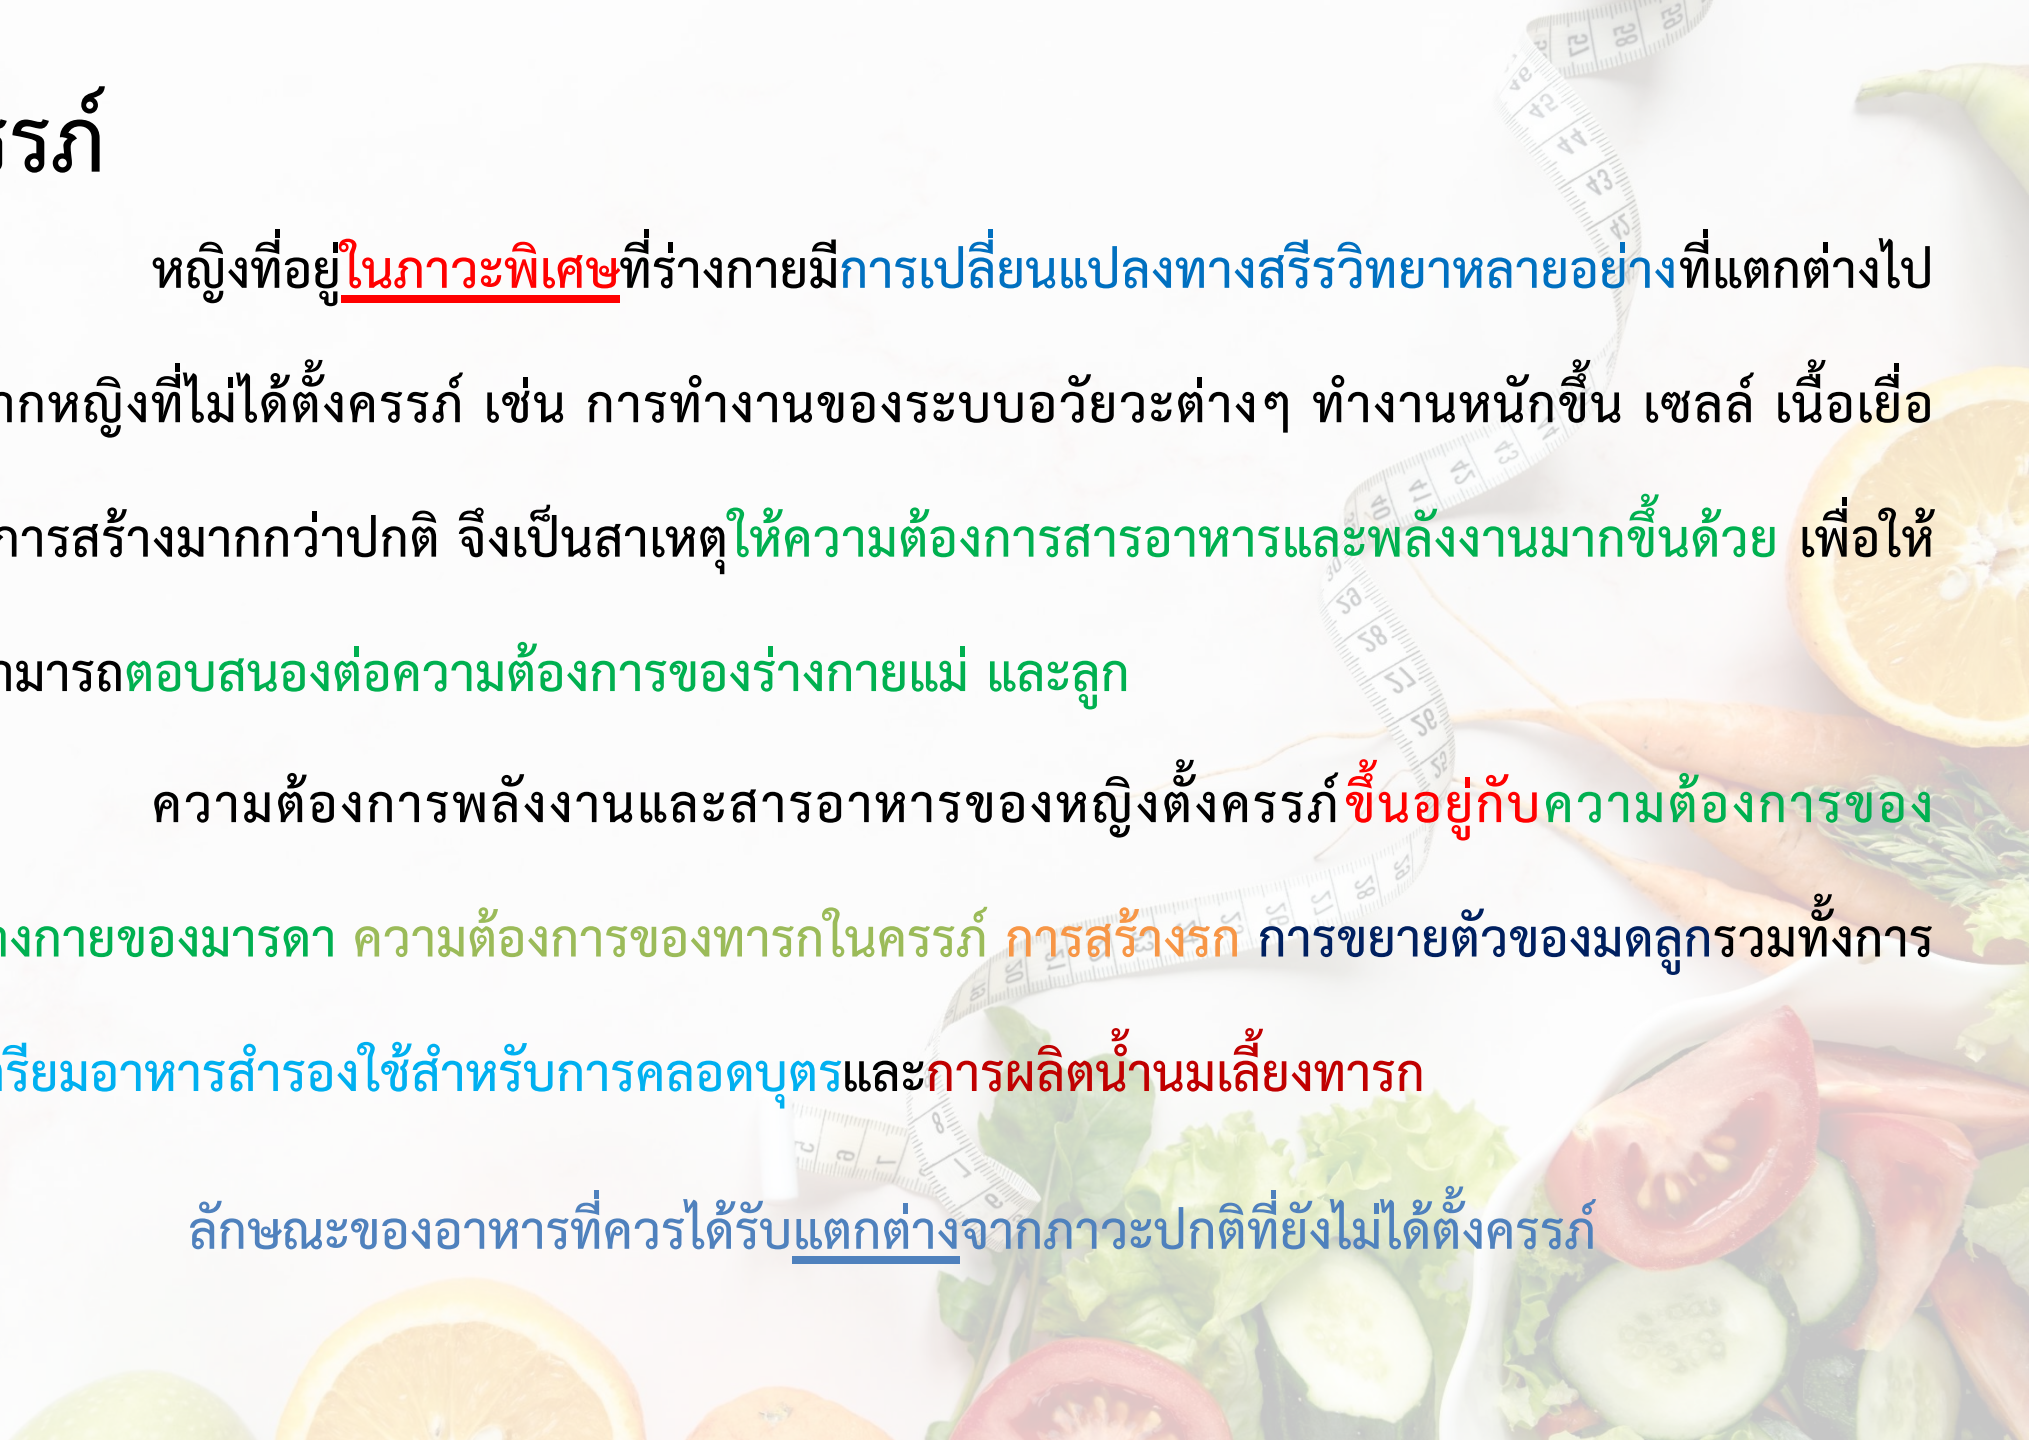 รรภ์
หญิงที่อยู่ในภาวะพิเศษที่ร่างกายมีการเปลี่ยนแปลงทางสรีรวิทยาหลายอย่างที่แตกต่างไป
ากหญิงที่ไม่ได้ตั้งครรภ์ เช่น การทำงานของระบบอวัยวะต่างๆ ทำงานหนักขึ้น เซลล์ เนื้อเยื่อ
การสร้างมากกว่าปกติ จึงเป็นสาเหตุให้ความต้องการสารอาหารและพลังงานมากขึ้นด้วย เพื่อให้
ามารถตอบสนองต่อความต้องการของร่างกายแม่ และลูก
ความต้องการพลังงานและสารอาหารของหญิงตั้งครรภ์ขึ้นอยู่กับความต้องการของ
างกายของมารดา ความต้องการของทารกในครรภ์ การสร้างรก การขยายตัวของมดลูกรวมทั้งการ
รียมอาหารสำรองใช้สำหรับการคลอดบุตรและการผลิตน้ำนมเลี้ยงทารก
ลักษณะของอาหารที่ควรได้รับแตกต่างจากภาวะปกติที่ยังไม่ได้ตั้งครรภ์